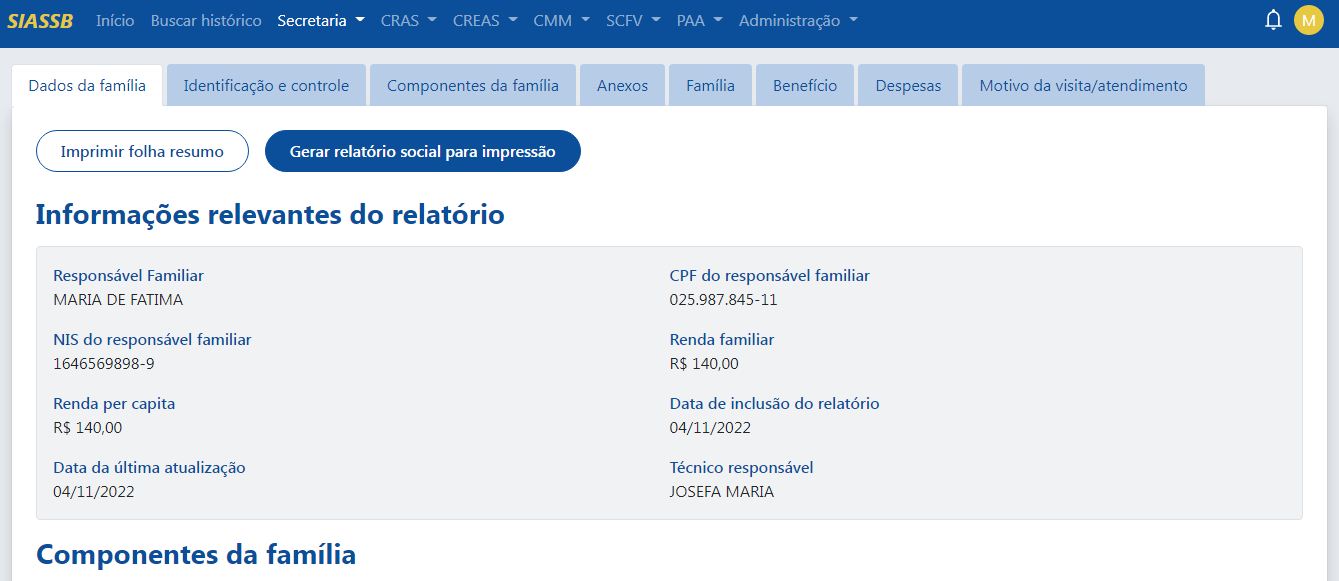 SIASSB Início Buscar histórico Secretaria CRAS CREAS CMM SCFV PAA Administração M
Dados da família Identificação e controle Componentes da família Anexos Família Benefício Despesas Motivo da visita/atendimento
Imprimir folha resumo Gerar relatório social para impressão
Informações relevantes do relatório
Responsável Familiar CPF do responsável familiar
MARIA DE FATIMA 025.987.845-11
NIS do responsável familiar Renda familiar
1646569898-9 R$ 140,00
Renda per capita Data de inclusão do relatório
R$ 140,00 04/11/2022
Data da última atualização Técnico responsável
04/11/2022 JOSEFA MARIA
Componentes da família